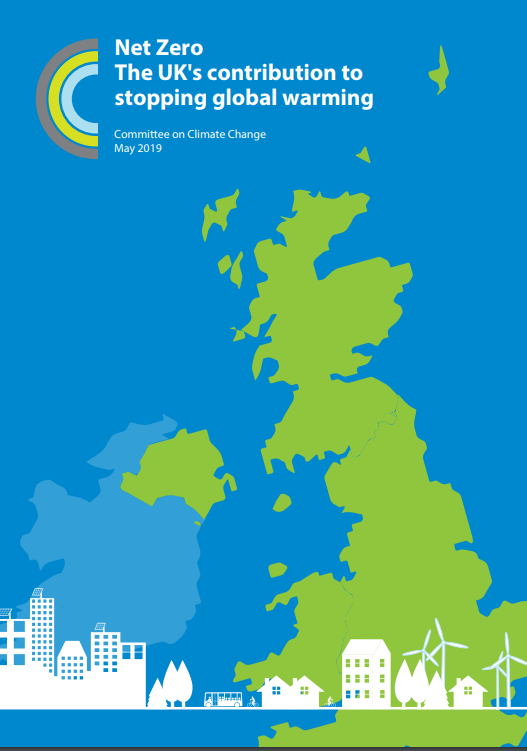 Net Zero
The UK's contribution to
stopping global warming
Committee on Climate Change
May 2019